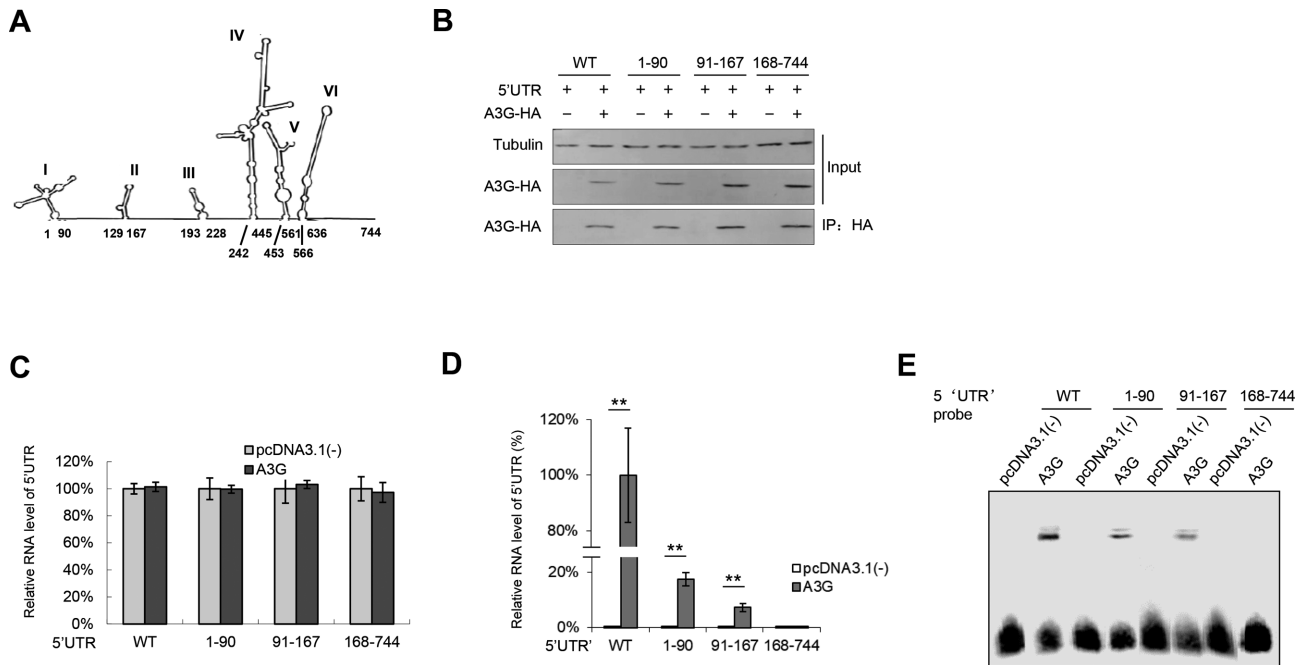 A
IV
VI
V
I
II
III
1 90 129 167 193 228 445 561 636 744
242 453 566
B
WT 1-90 91-167 168-744
5'UTR + + + + + + + +
A3G-HA – + – + – + – +
Tubulin
Input
A3G-HA
A3G-HA
IP: HA
C
Relative RNA level of 5'UTR
120%
100%
80%
60%
40%
20%
0%
pcDNA3.1(-)
A3G
5'UTR WT 1-90 91-167 168-744
D
Relative RNA level of 5'UTR (%)
120%
100%
80%
20%
0%
**
**
**
pcDNA3.1(-)
A3G
5'UTR' WT 1-90 91-167 168-744
E
5 ‘UTR’ WT 1-90 91-167 168-744
probe
pcDNA3.1(-) A3G pcDNA3.1(-) A3G pcDNA3.1(-) A3G pcDNA3.1(-) A3G